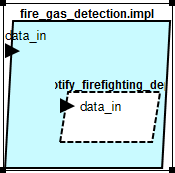 fire_gas_detection.impl
data_in
otify_firefighting_de
data_in